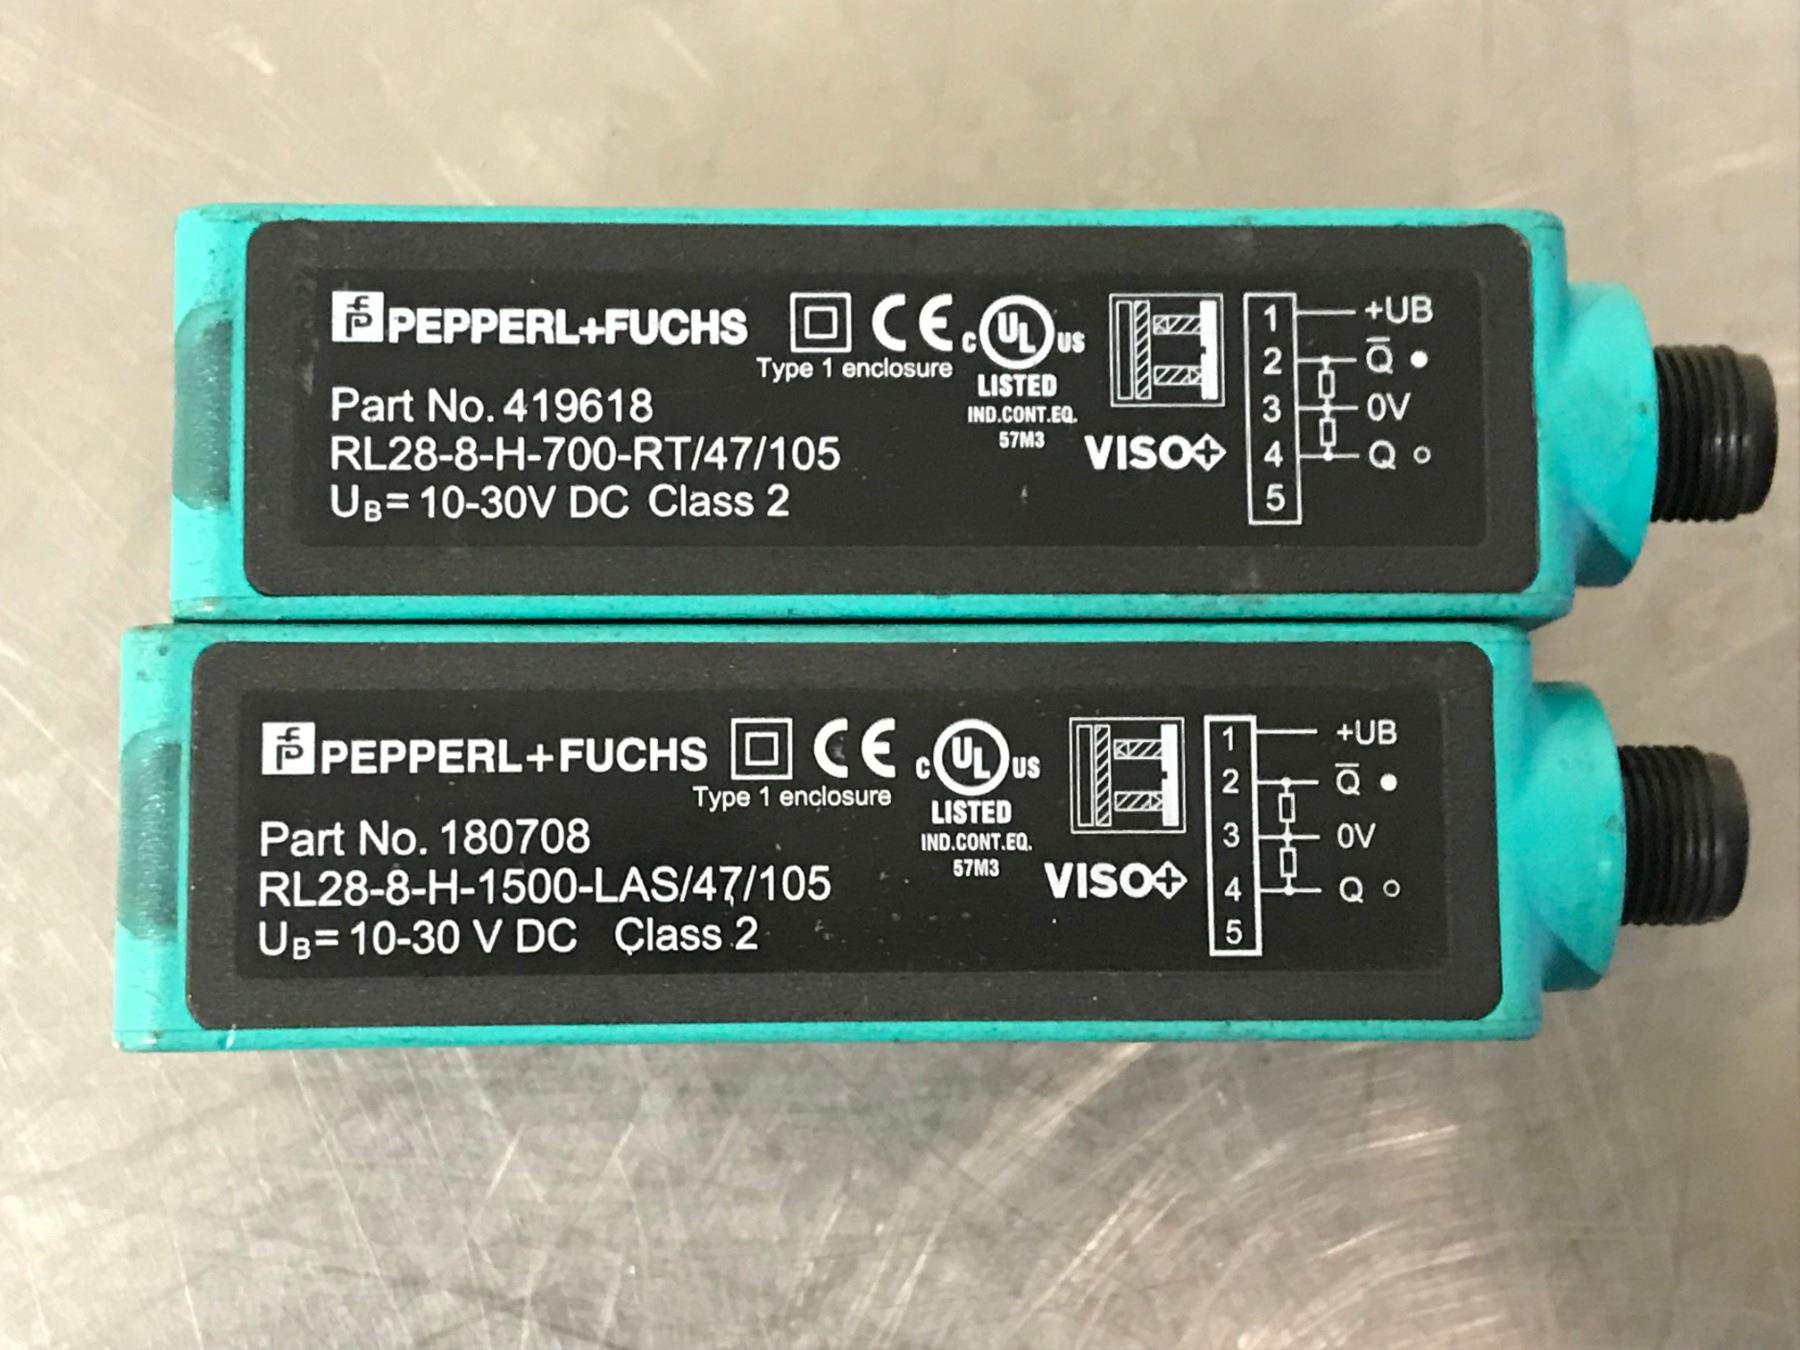 PEPPERL+FUCHS
Type 1 enclosure
CE
C UL US
LISTED
IND.CONT.EQ.
57M3
VISO
Part No. 419618
RL28-8-H-700-RT/47/105
UB= 10-30V DC Class 2
1 +UB
2 Q̅
3 0V
4 Q
5
PEPPERL+FUCHS
Type 1 enclosure
CE
C UL US
LISTED
IND.CONT.EQ.
57M3
VISO
Part No. 180708
RL28-8-H-1500-LAS/47/105
UB= 10-30 V DC Class 2
1 +UB
2 Q̅
3 0V
4 Q
5